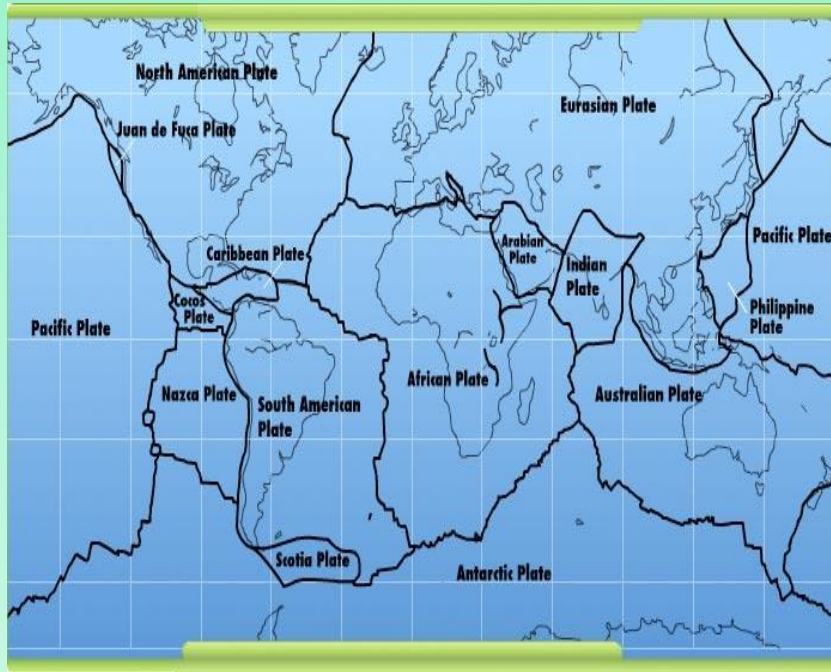 North American Plate
Eurasian Plate
Juan de Fuca Plate
Caribbean Plate
Arabian
Plate
Indian
Plate
Pacific Plate
Cocos
Plate
Philippine
Plate
Pacific Plate
Nazca Plate
South American
Plate
African Plate
Australian Plate
Scotia Plate
Antarctic Plate